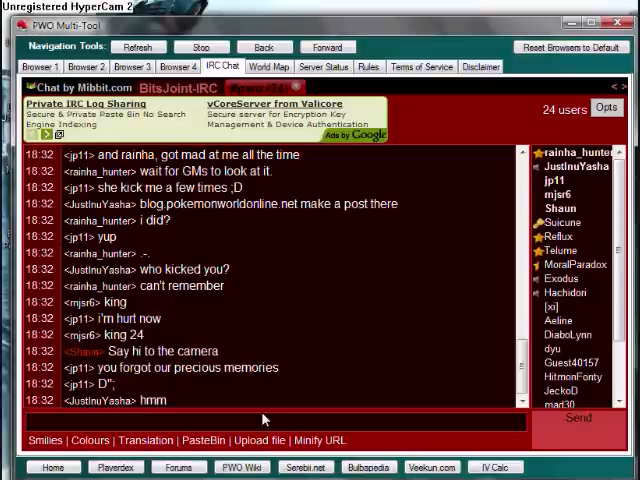 Unregistered HyperCam 2
PWO Multi-Tool
Navigation Tools: Refresh Stop Back Forward Reset Browsers to Default
Browser 1 Browser 2 Browser 3 Browser 4 IRC Chat World Map Server Status Rules Terms of Service Disclaimer
Chat by Mibbit.com BitsJoint-IRC < >
Private IRC Log Sharing vCoreServer from Valicore
Secure & Private Paste Bin No Search Secure server for Encryption Key
Engine Indexing Management & Device Authentication
Ads by Google
24 users Opts
18:32 <jp11> and rainha, got mad at me all the time
18:32 <rainha_hunter> wait for GMs to look at it.
18:32 <jp11> she kick me a few times ;D
18:32 <JustInuYasha> blog.pokemonworldonline.net make a post there
18:32 <rainha_hunter> i did?
18:32 <jp11> yup
18:32 <rainha_hunter> .-.
18:32 <JustInuYasha> who kicked you?
18:32 <rainha_hunter> can't remember
18:32 <mjsr6> king
18:32 <jp11> i'm hurt now
18:32 <mjsr6> king 24
18:32 <Shaun> Say hi to the camera
18:32 <jp11> you forgot our precious memories
18:32 <jp11> D";
18:32 <JustInuYasha> hmm
rainha_hunter
JustInuYasha
jp11
mjsr6
Shaun
Suicune
Reflux
Telume
MoralParadox
Exodus
Hachidori
[xi]
Aeline
DiaboLynn
dyu
Guest40157
HitmonFonty
JeckoD
mad30
Send
Smilies | Colours | Translation | PasteBin | Upload file | Minify URL
Home Playerdex Forums PWO Wiki Serebii.net Bulbapedia Veekun.com IV Calc